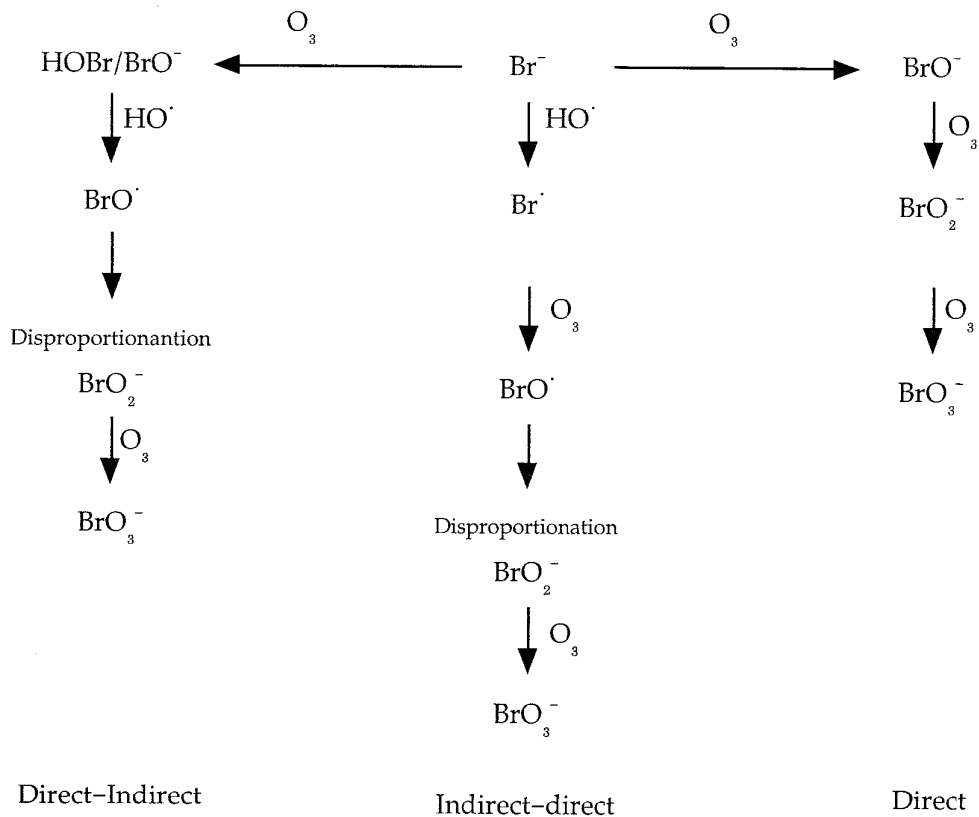 O₃ O₃
HOBr/BrO⁻ Br⁻ BrO⁻
HO˙ HO˙ O₃
BrO˙ Br˙ BrO₂⁻
O₃ O₃
Disproportionantion
BrO₂⁻ BrO˙ BrO₃⁻
O₃
BrO₃⁻ Disproportionation
BrO₂⁻
O₃
BrO₃⁻
Direct–Indirect Indirect–direct Direct